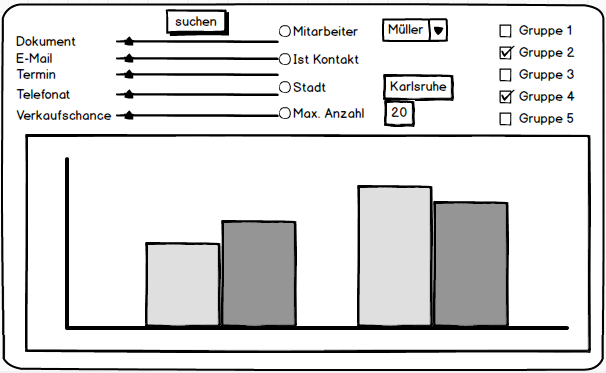 suchen
Dokument
E-Mail
Termin
Telefonat
Verkaufschance
Mitarbeiter
Ist Kontakt
Stadt
Max. Anzahl
Müller
Karlsruhe
20
Gruppe 1
Gruppe 2
Gruppe 3
Gruppe 4
Gruppe 5